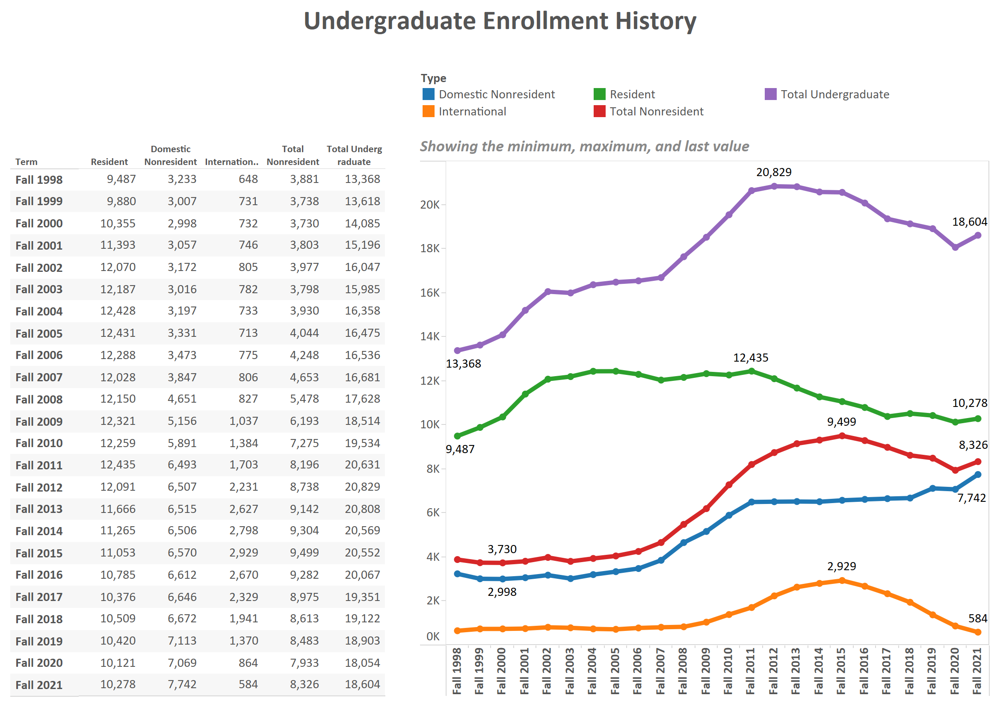 Undergraduate Enrollment History
Type
Domestic Nonresident Resident Total Undergraduate
International Total Nonresident
Showing the minimum, maximum, and last value
Domestic Total Total Underg
Term Resident Nonresident Internation.. Nonresident raduate
Fall 1998 9,487 3,233 648 3,881 13,368
Fall 1999 9,880 3,007 731 3,738 13,618
Fall 2000 10,355 2,998 732 3,730 14,085
Fall 2001 11,393 3,057 746 3,803 15,196
Fall 2002 12,070 3,172 805 3,977 16,047
Fall 2003 12,187 3,016 782 3,798 15,985
Fall 2004 12,428 3,197 733 3,930 16,358
Fall 2005 12,431 3,331 713 4,044 16,475
Fall 2006 12,288 3,473 775 4,248 16,536
Fall 2007 12,028 3,847 806 4,653 16,681
Fall 2008 12,150 4,651 827 5,478 17,628
Fall 2009 12,321 5,156 1,037 6,193 18,514
Fall 2010 12,259 5,891 1,384 7,275 19,534
Fall 2011 12,435 6,493 1,703 8,196 20,631
Fall 2012 12,091 6,507 2,231 8,738 20,829
Fall 2013 11,666 6,515 2,627 9,142 20,808
Fall 2014 11,265 6,506 2,798 9,304 20,569
Fall 2015 11,053 6,570 2,929 9,499 20,552
Fall 2016 10,785 6,612 2,670 9,282 20,067
Fall 2017 10,376 6,646 2,329 8,975 19,351
Fall 2018 10,509 6,672 1,941 8,613 19,122
Fall 2019 10,420 7,113 1,370 8,483 18,903
Fall 2020 10,121 7,069 864 7,933 18,054
Fall 2021 10,278 7,742 584 8,326 18,604
20,829
20K
18,604
18K
16K
14K
13,368
12,435
12K
10,278
10K
9,499
9,487
8,326
8K
7,742
6K
3,730
4K
2,929
2,998
2K
584
0K
Fall 1998
Fall 1999
Fall 2000
Fall 2001
Fall 2002
Fall 2003
Fall 2004
Fall 2005
Fall 2006
Fall 2007
Fall 2008
Fall 2009
Fall 2010
Fall 2011
Fall 2012
Fall 2013
Fall 2014
Fall 2015
Fall 2016
Fall 2017
Fall 2018
Fall 2019
Fall 2020
Fall 2021